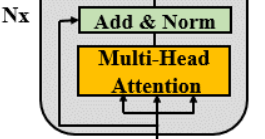 Nx
Add & Norm
Multi-Head
Attention